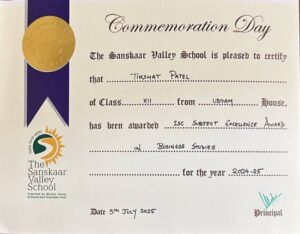 Commemoration Day
The Sanskaar Valley School is pleased to certify
that TIKSHAT PATEL
of Class XII from UDYAM House,
has been awarded ISC SUBJECT EXCELLENCE AWARD
IN BUSINESS STUDIES
for the year 2024-25
The
Sanskaar
Valley
School
Date 5TH JULY 2025
Principal